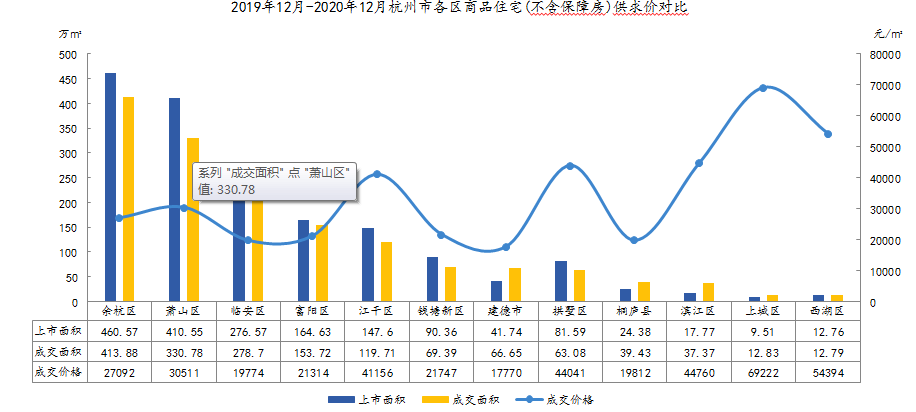 2019年12月-2020年12月杭州市各区商品住宅(不含保障房)供求价对比
万㎡ 元/㎡
500 80000
450 70000
400 60000
350 50000
300 40000
250 30000
200 20000
150 10000
100 0
50
0
系列 "成交面积" 点 "萧山区"
值: 330.78
余杭区 萧山区 临安区 富阳区 江干区 钱塘新区 建德市 拱墅区 桐庐县 滨江区 上城区 西湖区
上市面积 460.57 410.55 276.57 164.63 147.6 90.36 41.74 81.59 24.38 17.77 9.51 12.76
成交面积 413.88 330.78 278.7 153.72 119.71 69.39 66.65 63.08 39.43 37.37 12.83 12.79
成交价格 27092 30511 19774 21314 41156 21747 17770 44041 19812 44760 69222 54394
上市面积 成交面积 成交价格